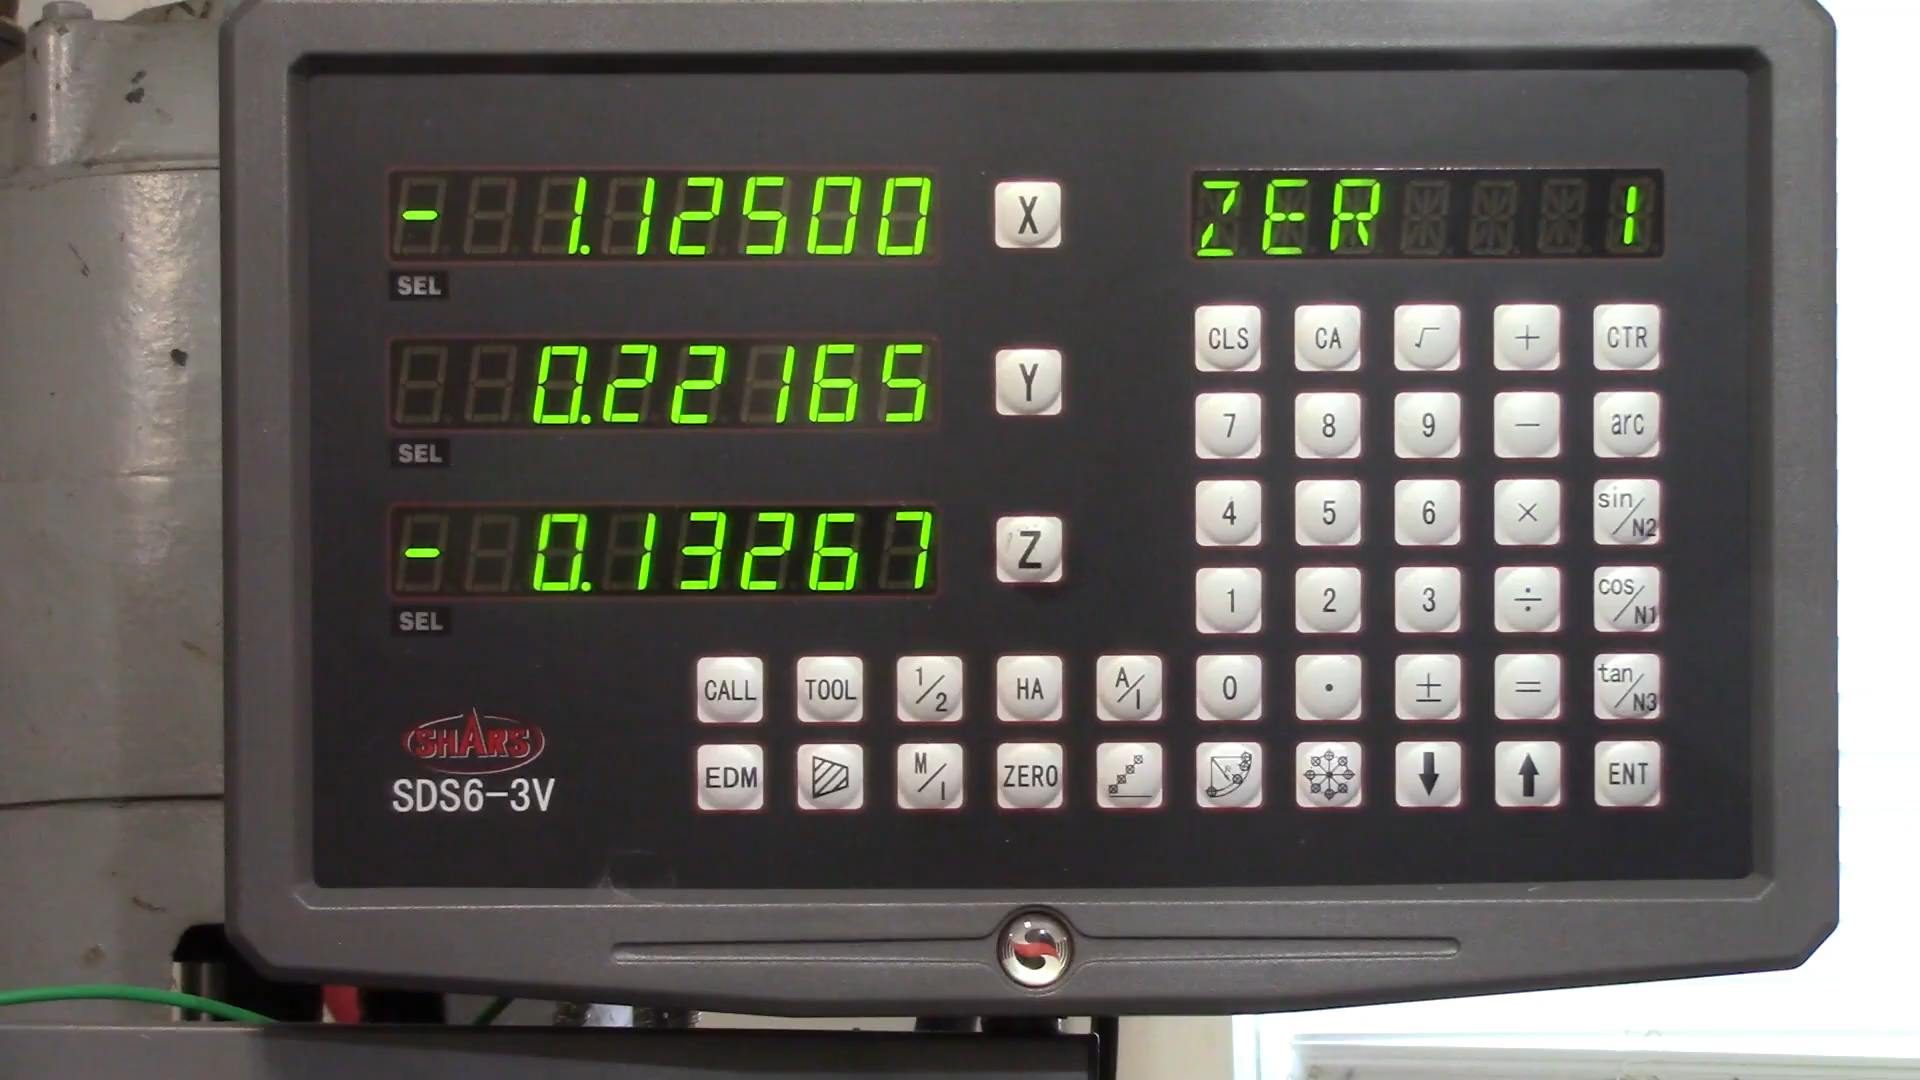 - 1.12500 X ZER 1
SEL
0.22165 Y
SEL
- 0.13267 Z
SEL
CLS CA √ + CTR
7 8 9 − arc
4 5 6 × sin/N2
1 2 3 ÷ cos/N1
CALL TOOL 1/2 HA A/I 0 . ± = tan/N3
EDM M/I ZERO R ENT
SHARS
SDS6-3V